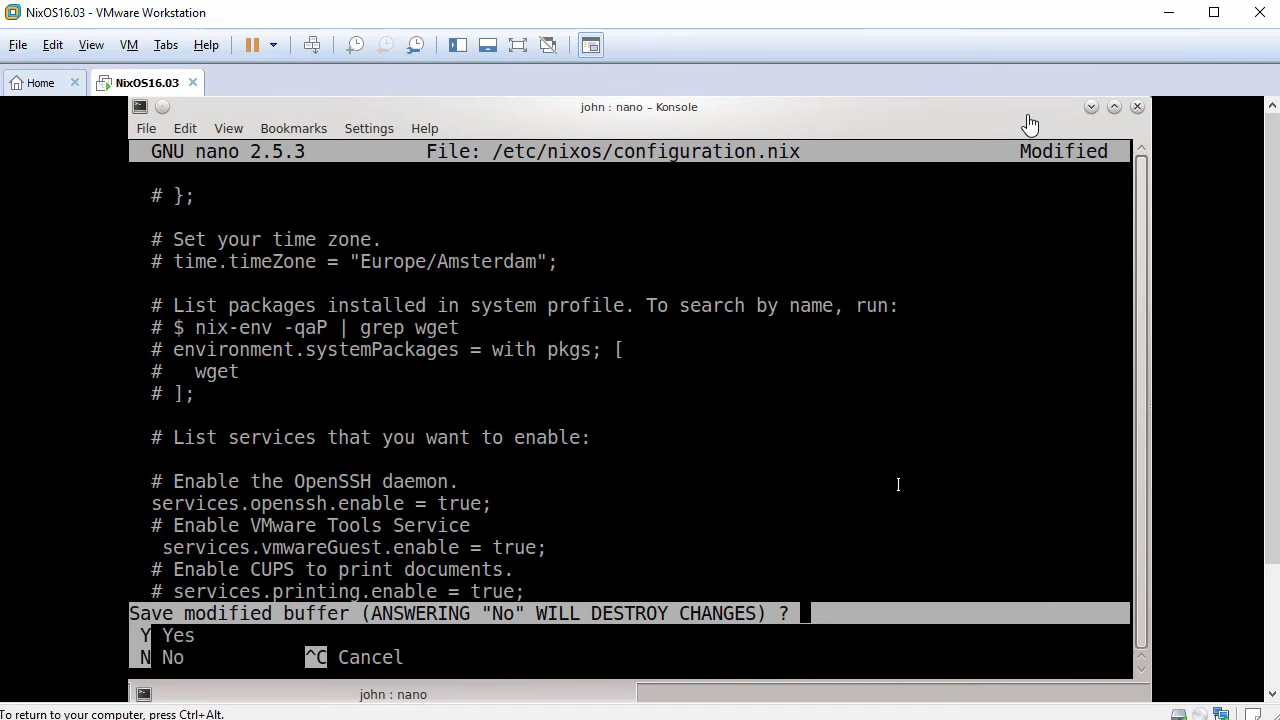 NixOS16.03 - VMware Workstation
File Edit View VM Tabs Help
Home NixOS16.03
john : nano – Konsole
File Edit View Bookmarks Settings Help
GNU nano 2.5.3 File: /etc/nixos/configuration.nix Modified
# };
# Set your time zone.
# time.timeZone = "Europe/Amsterdam";
# List packages installed in system profile. To search by name, run:
# $ nix-env -qaP | grep wget
# environment.systemPackages = with pkgs; [
#   wget
# ];
# List services that you want to enable:
# Enable the OpenSSH daemon.
services.openssh.enable = true;
# Enable VMware Tools Service
services.vmwareGuest.enable = true;
# Enable CUPS to print documents.
# services.printing.enable = true;
Save modified buffer (ANSWERING "No" WILL DESTROY CHANGES) ?
Y Yes
N No ^C Cancel
john : nano
To return to your computer, press Ctrl+Alt.